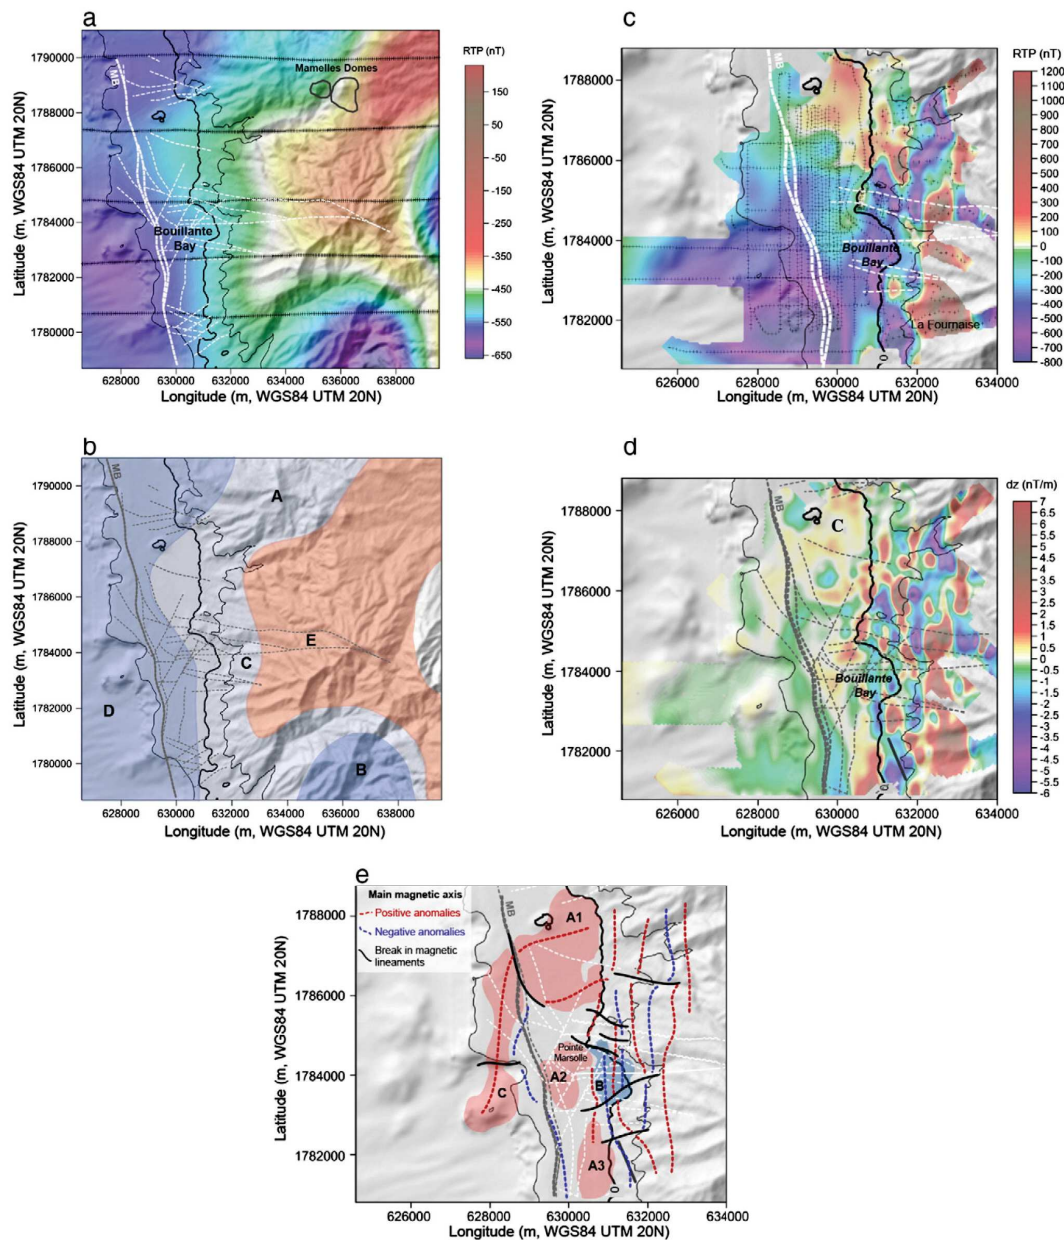 a
1790000
1788000
1786000
1784000
1782000
1780000
Latitude (m, WGS84 UTM 20N)
MB
Mamelles Domes
Bouillante
Bay
628000 630000 632000 634000 636000 638000
Longitude (m, WGS84 UTM 20N)
RTP (nT)
150
50
-50
-150
-250
-350
-450
-550
-650
c
1788000
1786000
1784000
1782000
Latitude (m, WGS84 UTM 20N)
MB
Bouillante
Bay
La Fournaise
626000 628000 630000 632000 634000
Longitude (m, WGS84 UTM 20N)
RTP (nT)
1200
1100
1000
900
800
700
600
500
400
300
200
100
0
-100
-200
-300
-400
-500
-600
-700
-800
b
1790000
1788000
1786000
1784000
1782000
1780000
Latitude (m, WGS84 UTM 20N)
MB
A
E
C
D
B
628000 630000 632000 634000 636000 638000
Longitude (m, WGS84 UTM 20N)
d
1788000
1786000
1784000
1782000
Latitude (m, WGS84 UTM 20N)
MB
C
Bouillante
Bay
626000 628000 630000 632000 634000
Longitude (m, WGS84 UTM 20N)
dz (nT/m)
7
6.5
6
5.5
5
4.5
4
3.5
3
2.5
2
1.5
1
0.5
0
-0.5
-1
-1.5
-2
-2.5
-3
-3.5
-4
-4.5
-5
-5.5
-6
e
Main magnetic axis
Positive anomalies
Negative anomalies
Break in magnetic
lineaments
1788000
1786000
1784000
1782000
Latitude (m, WGS84 UTM 20N)
MB
A1
Pointe
Marsolle
A2
B
C
A3
626000 628000 630000 632000 634000
Longitude (m, WGS84 UTM 20N)